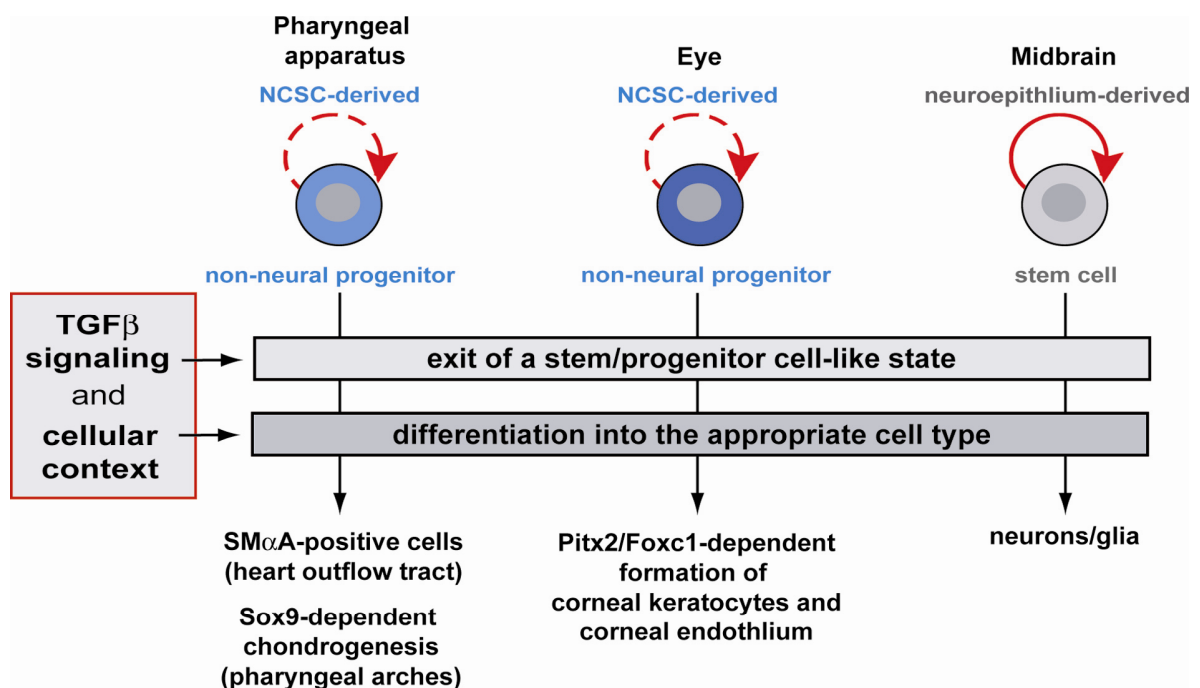 Pharyngeal
apparatus
NCSC-derived
non-neural progenitor
Eye
NCSC-derived
non-neural progenitor
Midbrain
neuroepithlium-derived
stem cell
TGFβ
signaling
and
cellular
context
exit of a stem/progenitor cell-like state
differentiation into the appropriate cell type
SMαA-positive cells
(heart outflow tract)
Sox9-dependent
chondrogenesis
(pharyngeal arches)
Pitx2/Foxc1-dependent
formation of
corneal keratocytes and
corneal endothlium
neurons/glia